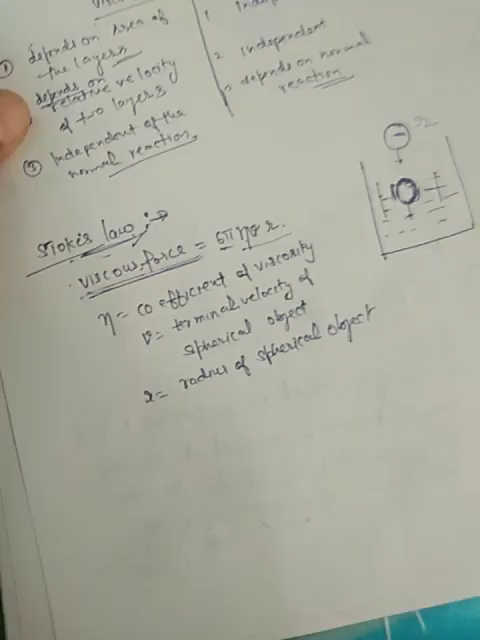 ① depends on Area of
the layers
depends on
relative velocity
of two layers
③ independent of the
normal reaction.
1
2 independent
depends on normal
reaction
r
Stoke's law :→
viscous force = 6πηvr.
η = coefficient of viscosity
v = terminal velocity of
spherical object
r = radius of spherical object